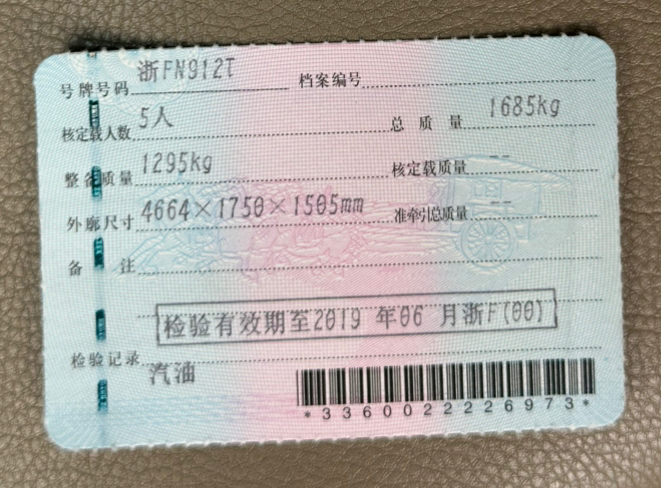 号牌号码 浙FN912T 档案编号
核定载人数 5人 总质量 1685kg
整备质量 1295kg 核定载质量 --
外廓尺寸 4664×1750×1505mm 准牵引总质量 --
备注
检验有效期至2019年06月浙F(00)
检验记录 汽油
*3360022226973*